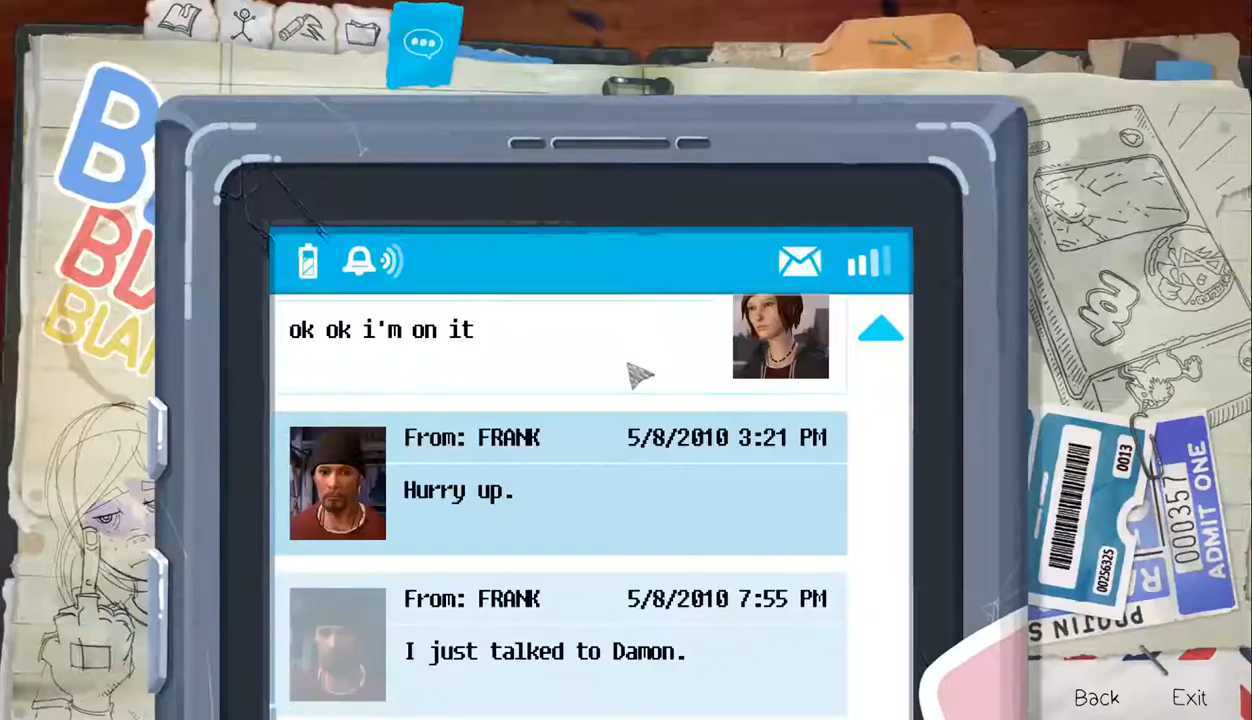 ok ok i'm on it
From: FRANK 5/8/2010 3:21 PM
Hurry up.
From: FRANK 5/8/2010 7:55 PM
I just talked to Damon.
0013
00256325
000357
ADMIT ONE
Back
Exit